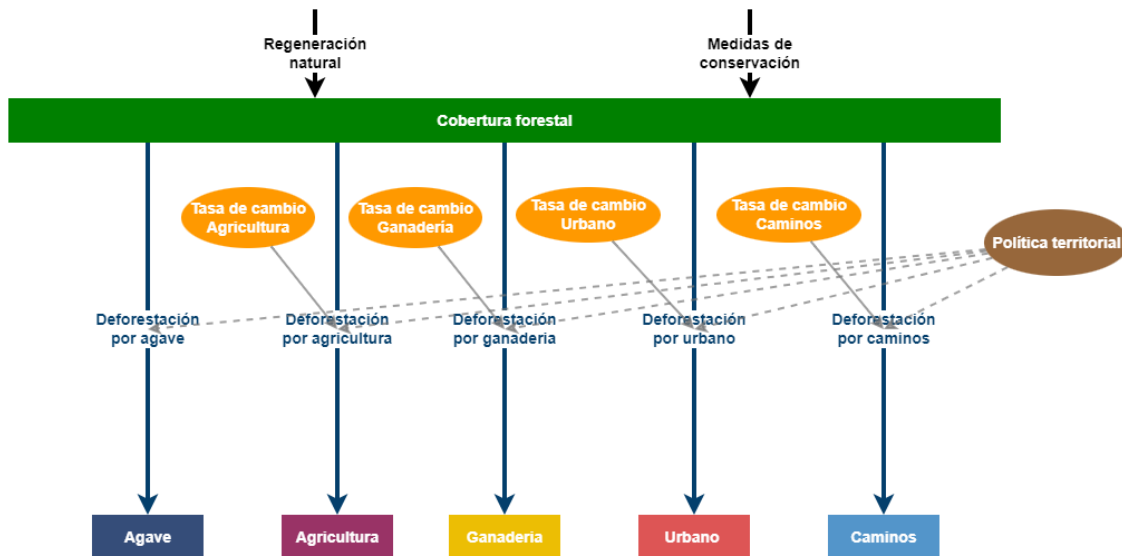 Regeneración
natural
Medidas de
conservación
Cobertura forestal
Tasa de cambio
Agricultura
Tasa de cambio
Ganadería
Tasa de cambio
Urbano
Tasa de cambio
Caminos
Política territorial
Deforestación
por agave
Deforestación
por agricultura
Deforestación
por ganaderia
Deforestación
por urbano
Deforestación
por caminos
Agave
Agricultura
Ganaderia
Urbano
Caminos